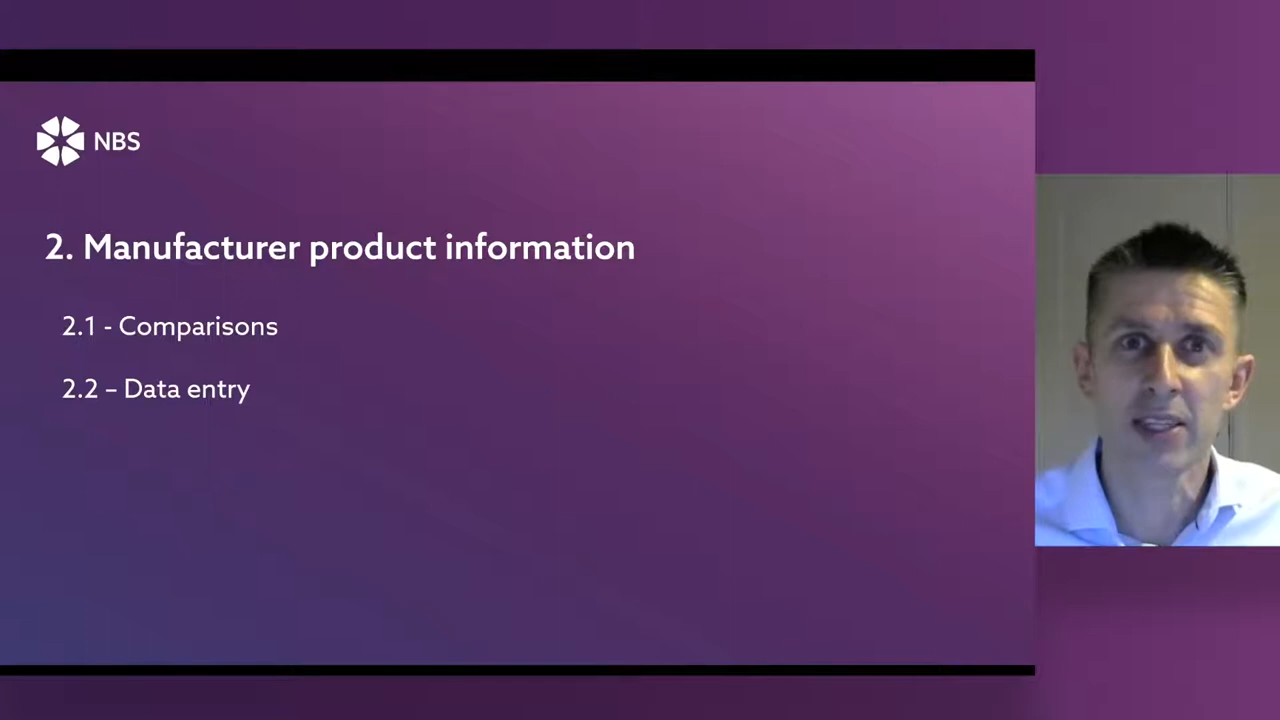 NBS
2. Manufacturer product information
2.1 - Comparisons
2.2 – Data entry